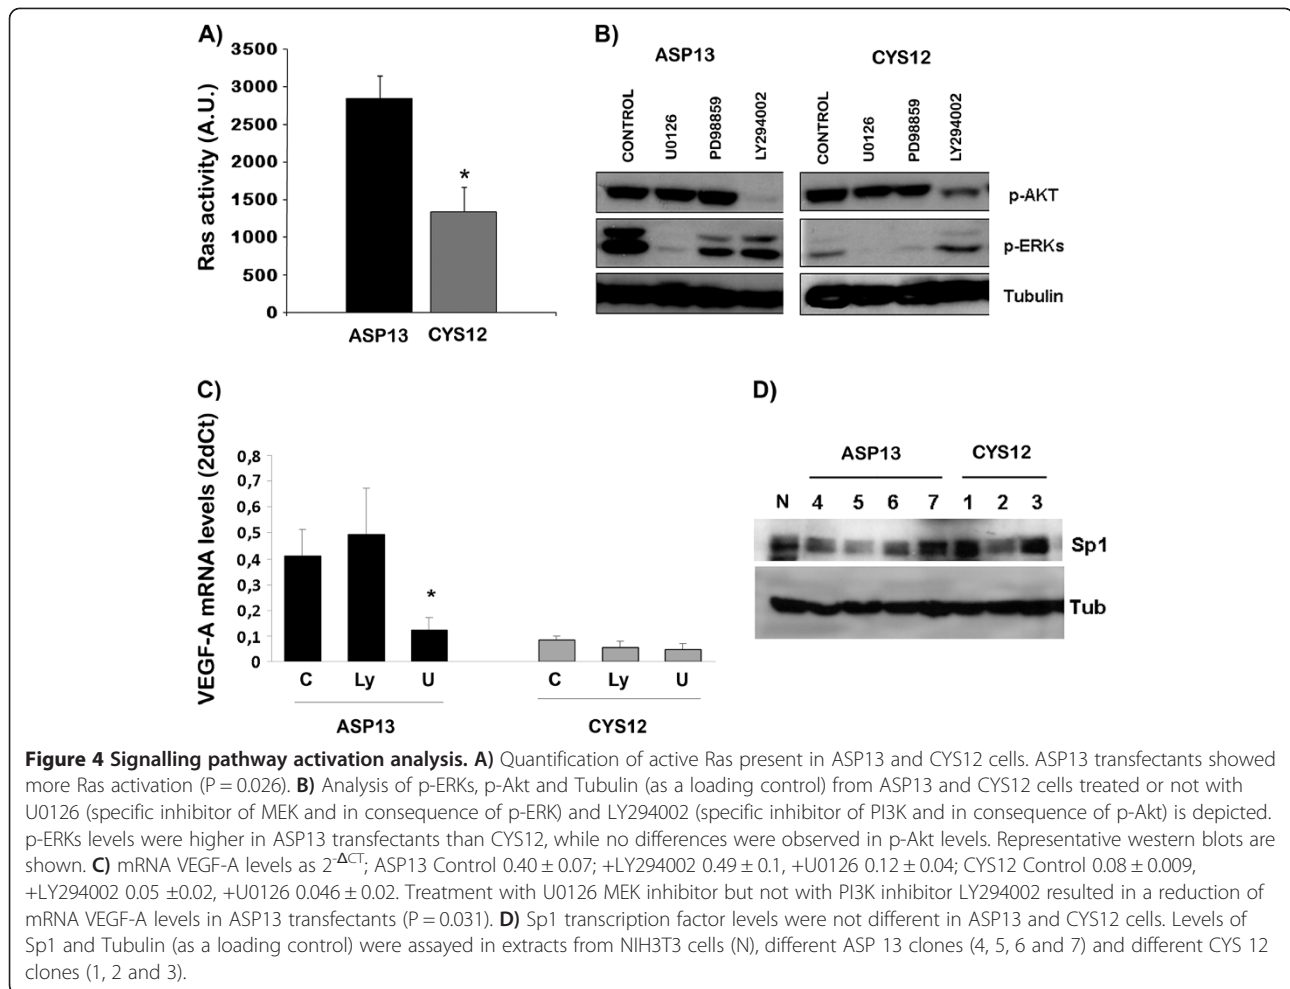 A)
3500
3000
2500
2000
1500
1000
500
0
Ras activity (A.U.)
*
ASP13 CYS12
B)
ASP13 CYS12
CONTROL U0126 PD98859 LY294002 CONTROL U0126 PD98859 LY294002
p-AKT
p-ERKs
Tubulin
C)
VEGF-A mRNA levels (2dCt)
0,8
0,7
0,6
0,5
0,4
0,3
0,2
0,1
0
*
C Ly U C Ly U
ASP13 CYS12
D)
ASP13 CYS12
N 4 5 6 7 1 2 3
Sp1
Tub
Figure 4 Signalling pathway activation analysis. A) Quantification of active Ras present in ASP13 and CYS12 cells. ASP13 transfectants showed
more Ras activation (P = 0.026). B) Analysis of p-ERKs, p-Akt and Tubulin (as a loading control) from ASP13 and CYS12 cells treated or not with
U0126 (specific inhibitor of MEK and in consequence of p-ERK) and LY294002 (specific inhibitor of PI3K and in consequence of p-Akt) is depicted.
p-ERKs levels were higher in ASP13 transfectants than CYS12, while no differences were observed in p-Akt levels. Representative western blots are
shown. C) mRNA VEGF-A levels as 2-ΔCT; ASP13 Control 0.40 ± 0.07; +LY294002 0.49 ± 0.1, +U0126 0.12 ± 0.04; CYS12 Control 0.08 ± 0.009,
+LY294002 0.05 ±0.02, +U0126 0.046 ± 0.02. Treatment with U0126 MEK inhibitor but not with PI3K inhibitor LY294002 resulted in a reduction of
mRNA VEGF-A levels in ASP13 transfectants (P = 0.031). D) Sp1 transcription factor levels were not different in ASP13 and CYS12 cells. Levels of
Sp1 and Tubulin (as a loading control) were assayed in extracts from NIH3T3 cells (N), different ASP 13 clones (4, 5, 6 and 7) and different CYS 12
clones (1, 2 and 3).